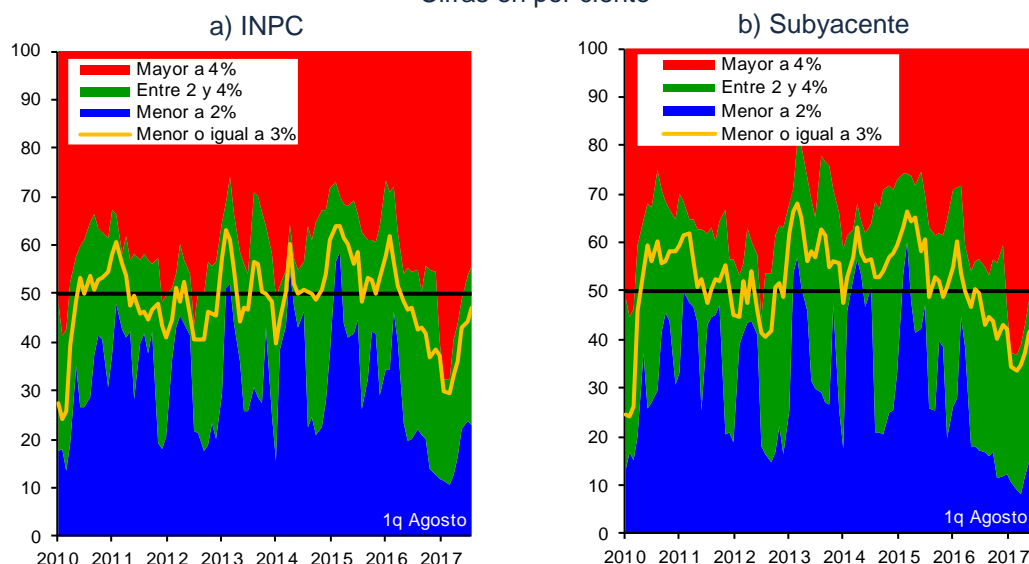 Cifras en por ciento
a) INPC
Mayor a 4%
Entre 2 y 4%
Menor a 2%
Menor o igual a 3%
100
90
80
70
60
50
40
30
20
10
0
1q Agosto
2010 2011 2012 2013 2014 2015 2016 2017
b) Subyacente
Mayor a 4%
Entre 2 y 4%
Menor a 2%
Menor o igual a 3%
100
90
80
70
60
50
40
30
20
10
0
1q Agosto
2010 2011 2012 2013 2014 2015 2016 2017